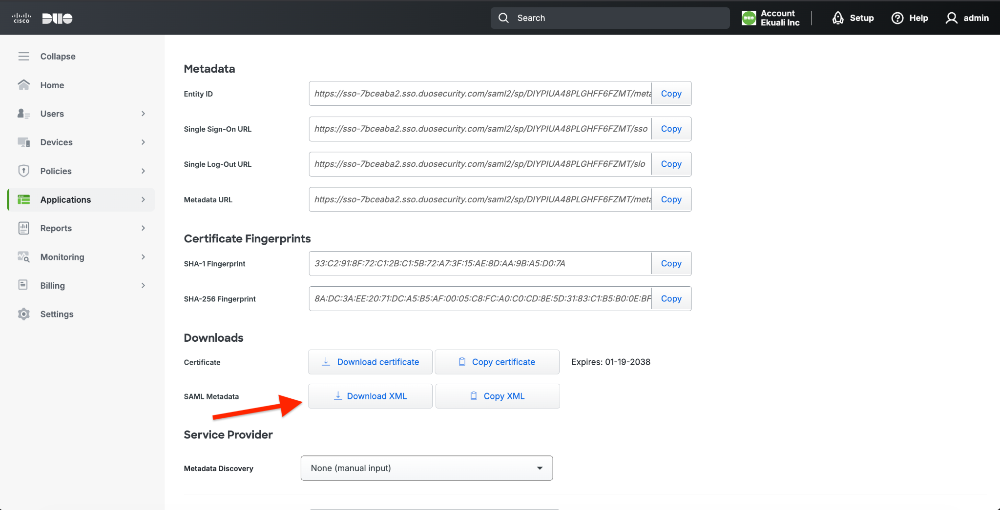 CISCO
DUO
Search
DUO
Account
Ekuali Inc
Setup
Help
admin
Collapse
Home
Users
Devices
Policies
Applications
Reports
Monitoring
Billing
Settings
Metadata
Entity ID
https://sso-7bceaba2.sso.duosecurity.com/saml2/sp/DIYPIUA48PLGHFF6FZMT/meta
Copy
Single Sign-On URL
https://sso-7bceaba2.sso.duosecurity.com/saml2/sp/DIYPIUA48PLGHFF6FZMT/sso
Copy
Single Log-Out URL
https://sso-7bceaba2.sso.duosecurity.com/saml2/sp/DIYPIUA48PLGHFF6FZMT/slo
Copy
Metadata URL
https://sso-7bceaba2.sso.duosecurity.com/saml2/sp/DIYPIUA48PLGHFF6FZMT/meta
Copy
Certificate Fingerprints
SHA-1 Fingerprint
33:C2:91:8F:72:C1:2B:C1:5B:72:A7:3F:15:AE:8D:AA:9B:A5:D0:7A
Copy
SHA-256 Fingerprint
8A:DC:3A:EE:20:71:DC:A5:B5:AF:00:05:C8:FC:A0:C0:CD:8E:5D:31:83:C1:B5:B0:0E:BF
Copy
Downloads
Certificate
Download certificate
Copy certificate
Expires: 01-19-2038
SAML Metadata
Download XML
Copy XML
Service Provider
Metadata Discovery
None (manual input)